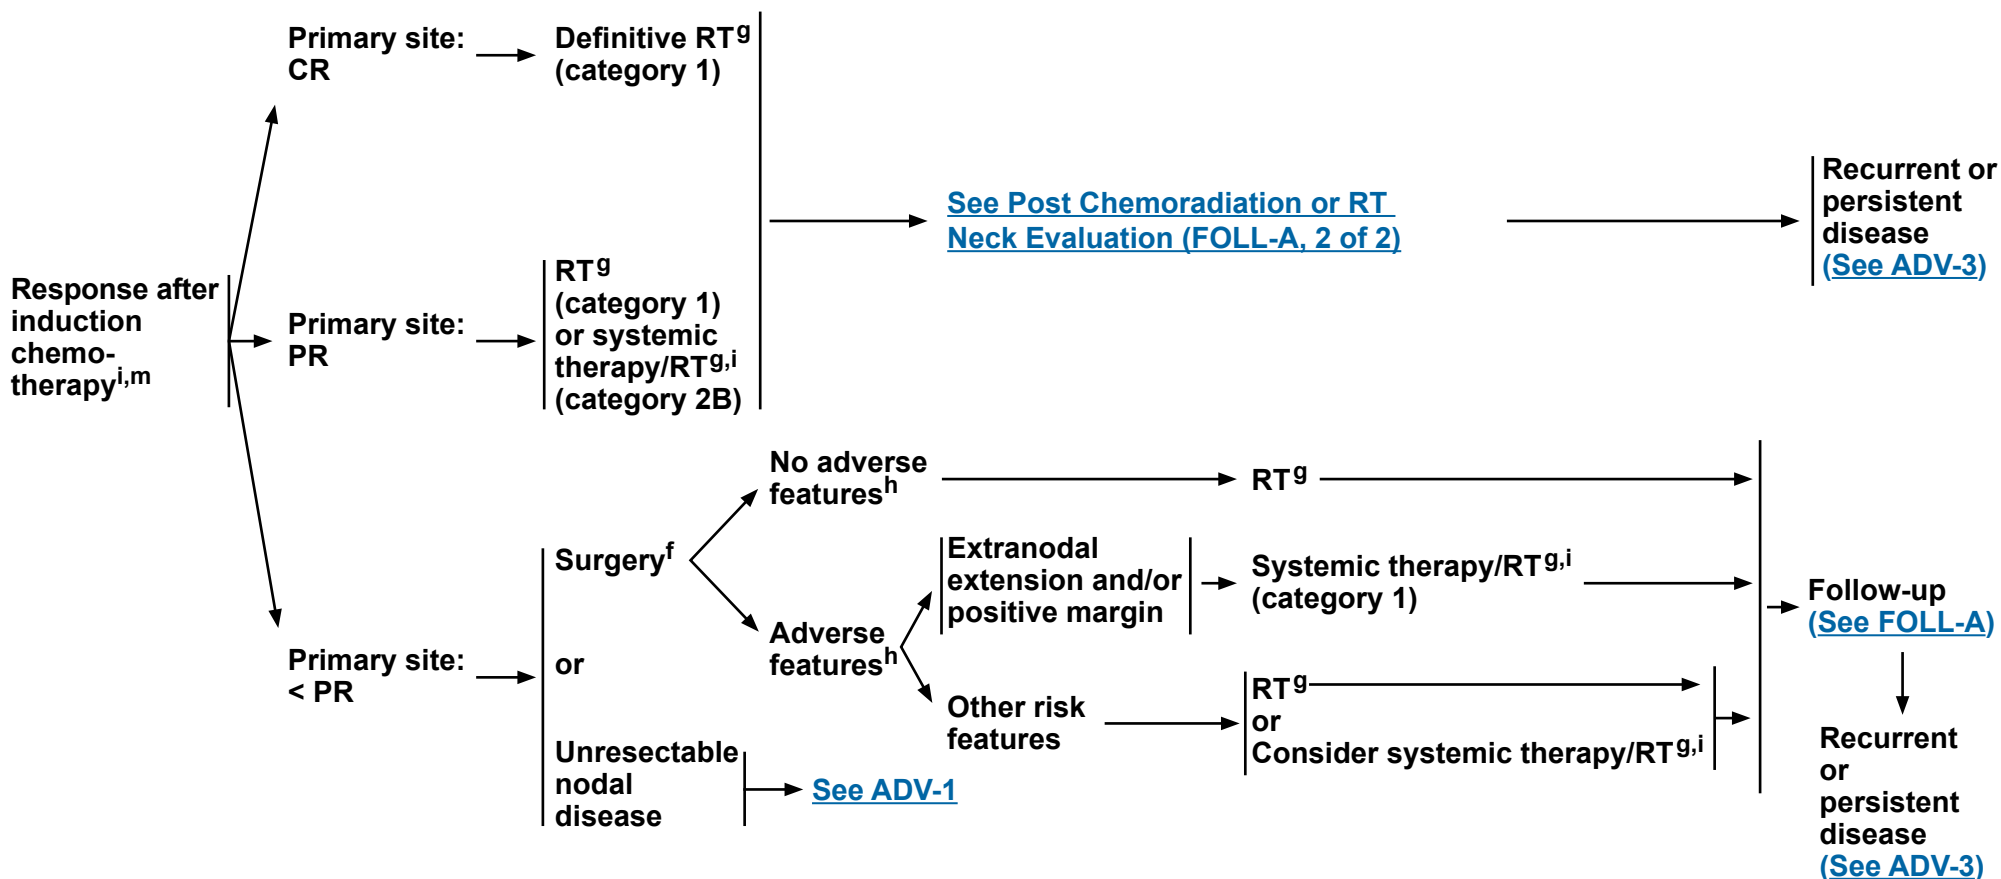 Response after
induction
chemo-
therapyi,m
Primary site:
CR
Definitive RTg
(category 1)
Primary site:
PR
RTg
(category 1)
or systemic
therapy/RTg,i
(category 2B)
See Post Chemoradiation or RT
Neck Evaluation (FOLL-A, 2 of 2)
Recurrent or
persistent
disease
(See ADV-3)
Primary site:
< PR
Surgeryf
or
Unresectable
nodal
disease
See ADV-1
No adverse
featuresh
RTg
Adverse
featuresh
Extranodal
extension and/or
positive margin
Systemic therapy/RTg,i
(category 1)
Other risk
features
RTg
or
Consider systemic therapy/RTg,i
Follow-up
(See FOLL-A)
Recurrent
or
persistent
disease
(See ADV-3)